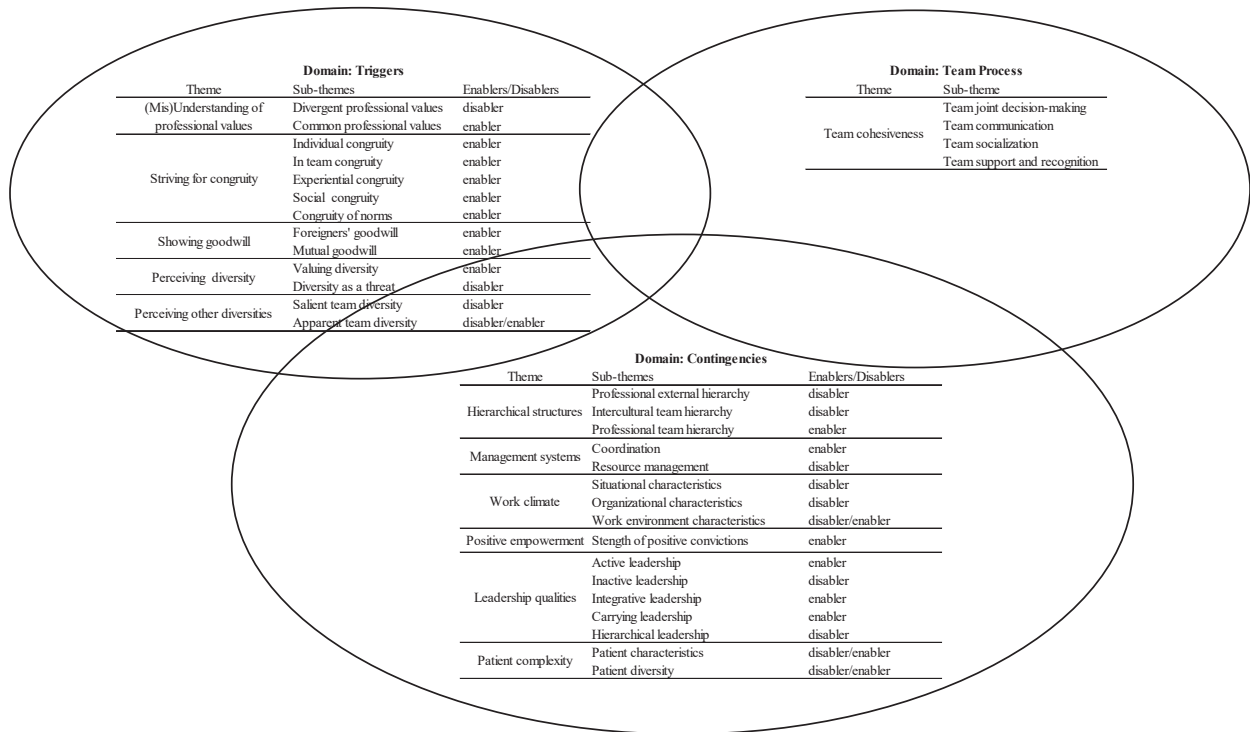 Domain: Triggers
Theme Sub-themes Enablers/Disablers
(Mis)Understanding of professional values
Divergent professional values disabler
Common professional values enabler
Striving for congruity
Individual congruity enabler
In team congruity enabler
Experiential congruity enabler
Social congruity enabler
Congruity of norms enabler
Showing goodwill
Foreigners' goodwill enabler
Mutual goodwill enabler
Perceiving diversity
Valuing diversity enabler
Diversity as a threat disabler
Perceiving other diversities
Salient team diversity disabler
Apparent team diversity disabler/enabler
Domain: Team Process
Theme Sub-theme
Team cohesiveness
Team joint decision-making
Team communication
Team socialization
Team support and recognition
Domain: Contingencies
Theme Sub-themes Enablers/Disablers
Hierarchical structures
Professional external hierarchy disabler
Intercultural team hierarchy disabler
Professional team hierarchy enabler
Management systems
Coordination enabler
Resource management disabler
Work climate
Situational characteristics disabler
Organizational characteristics disabler
Work environment characteristics disabler/enabler
Positive empowerment Stength of positive convictions enabler
Leadership qualities
Active leadership enabler
Inactive leadership disabler
Integrative leadership enabler
Carrying leadership enabler
Hierarchical leadership disabler
Patient complexity
Patient characteristics disabler/enabler
Patient diversity disabler/enabler